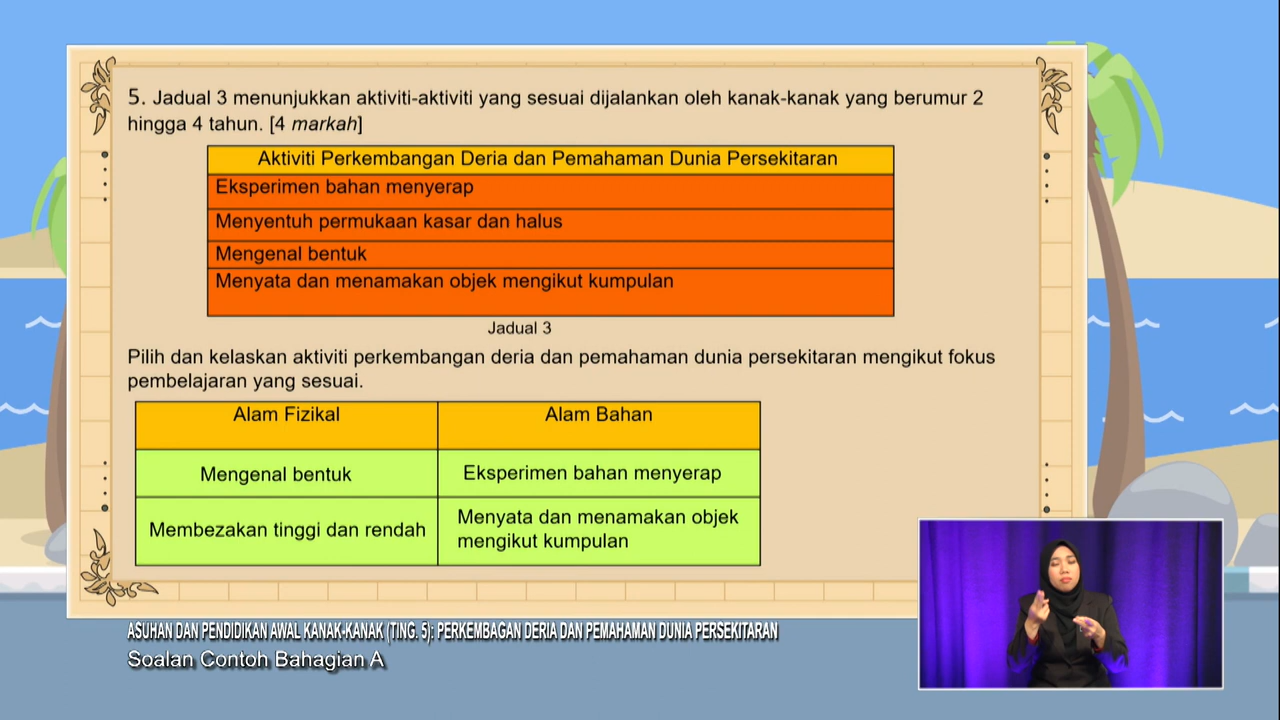 5. Jadual 3 menunjukkan aktiviti-aktiviti yang sesuai dijalankan oleh kanak-kanak yang berumur 2
hingga 4 tahun. [4 markah]
Aktiviti Perkembangan Deria dan Pemahaman Dunia Persekitaran
Eksperimen bahan menyerap
Menyentuh permukaan kasar dan halus
Mengenal bentuk
Menyata dan menamakan objek mengikut kumpulan
Jadual 3
Pilih dan kelaskan aktiviti perkembangan deria dan pemahaman dunia persekitaran mengikut fokus
pembelajaran yang sesuai.
Alam Fizikal
Alam Bahan
Mengenal bentuk
Eksperimen bahan menyerap
Membezakan tinggi dan rendah
Menyata dan menamakan objek
mengikut kumpulan
ASUHAN DAN PENDIDIKAN AWAL KANAK-KANAK (TING. 5): PERKEMBAGAN DERIA DAN PEMAHAMAN DUNIA PERSEKITARAN
Soalan Contoh Bahagian A